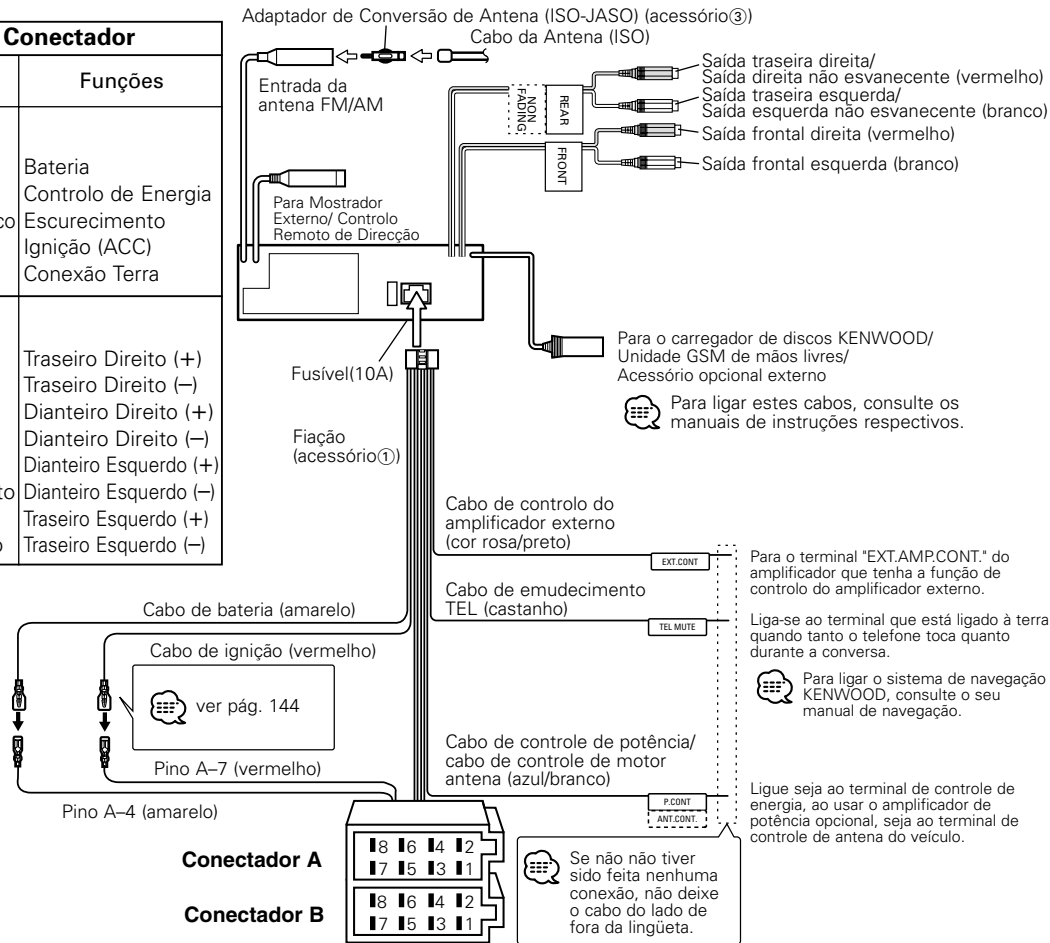 Adaptador de Conversão de Antena (ISO-JASO) (acessório③)
Cabo da Antena (ISO)
Conectador
Funções
Bateria
Controlo de Energia
co Escurecimento
Ignição (ACC)
Conexão Terra
Traseiro Direito (+)
Traseiro Direito (–)
Dianteiro Direito (+)
Dianteiro Direito (–)
Dianteiro Esquerdo (+)
to Dianteiro Esquerdo (–)
Traseiro Esquerdo (+)
o Traseiro Esquerdo (–)
Entrada da
antena FM/AM
NON
FADING
REAR
FRONT
Saída traseira direita/
Saída direita não esvanecente (vermelho)
Saída traseira esquerda/
Saída esquerda não esvanecente (branco)
Saída frontal direita (vermelho)
Saída frontal esquerda (branco)
Para Mostrador
Externo/ Controlo
Remoto de Direcção
Fusível(10A)
Para o carregador de discos KENWOOD/
Unidade GSM de mãos livres/
Acessório opcional externo
Para ligar estes cabos, consulte os
manuais de instruções respectivos.
Fiação
(acessório①)
Cabo de controlo do
amplificador externo
(cor rosa/preto)
EXT.CONT
Para o terminal "EXT.AMP.CONT." do
amplificador que tenha a função de
controlo do amplificador externo.
Cabo de emudecimento
TEL (castanho)
TEL MUTE
Liga-se ao terminal que está ligado à terra
quando tanto o telefone toca quanto
durante a conversa.
Para ligar o sistema de navegação
KENWOOD, consulte o seu
manual de navegação.
Cabo de bateria (amarelo)
Cabo de ignição (vermelho)
ver pág. 144
Pino A–7 (vermelho)
Pino A–4 (amarelo)
Cabo de controle de potência/
cabo de controle de motor
antena (azul/branco)
P.CONT
ANT.CONT.
Ligue seja ao terminal de controle de
energia, ao usar o amplificador de
potência opcional, seja ao terminal de
controle de antena do veículo.
Conectador A
8 6 4 2
7 5 3 1
Conectador B
8 6 4 2
7 5 3 1
Se não não tiver
sido feita nenhuma
conexão, não deixe
o cabo do lado de
fora da lingüeta.